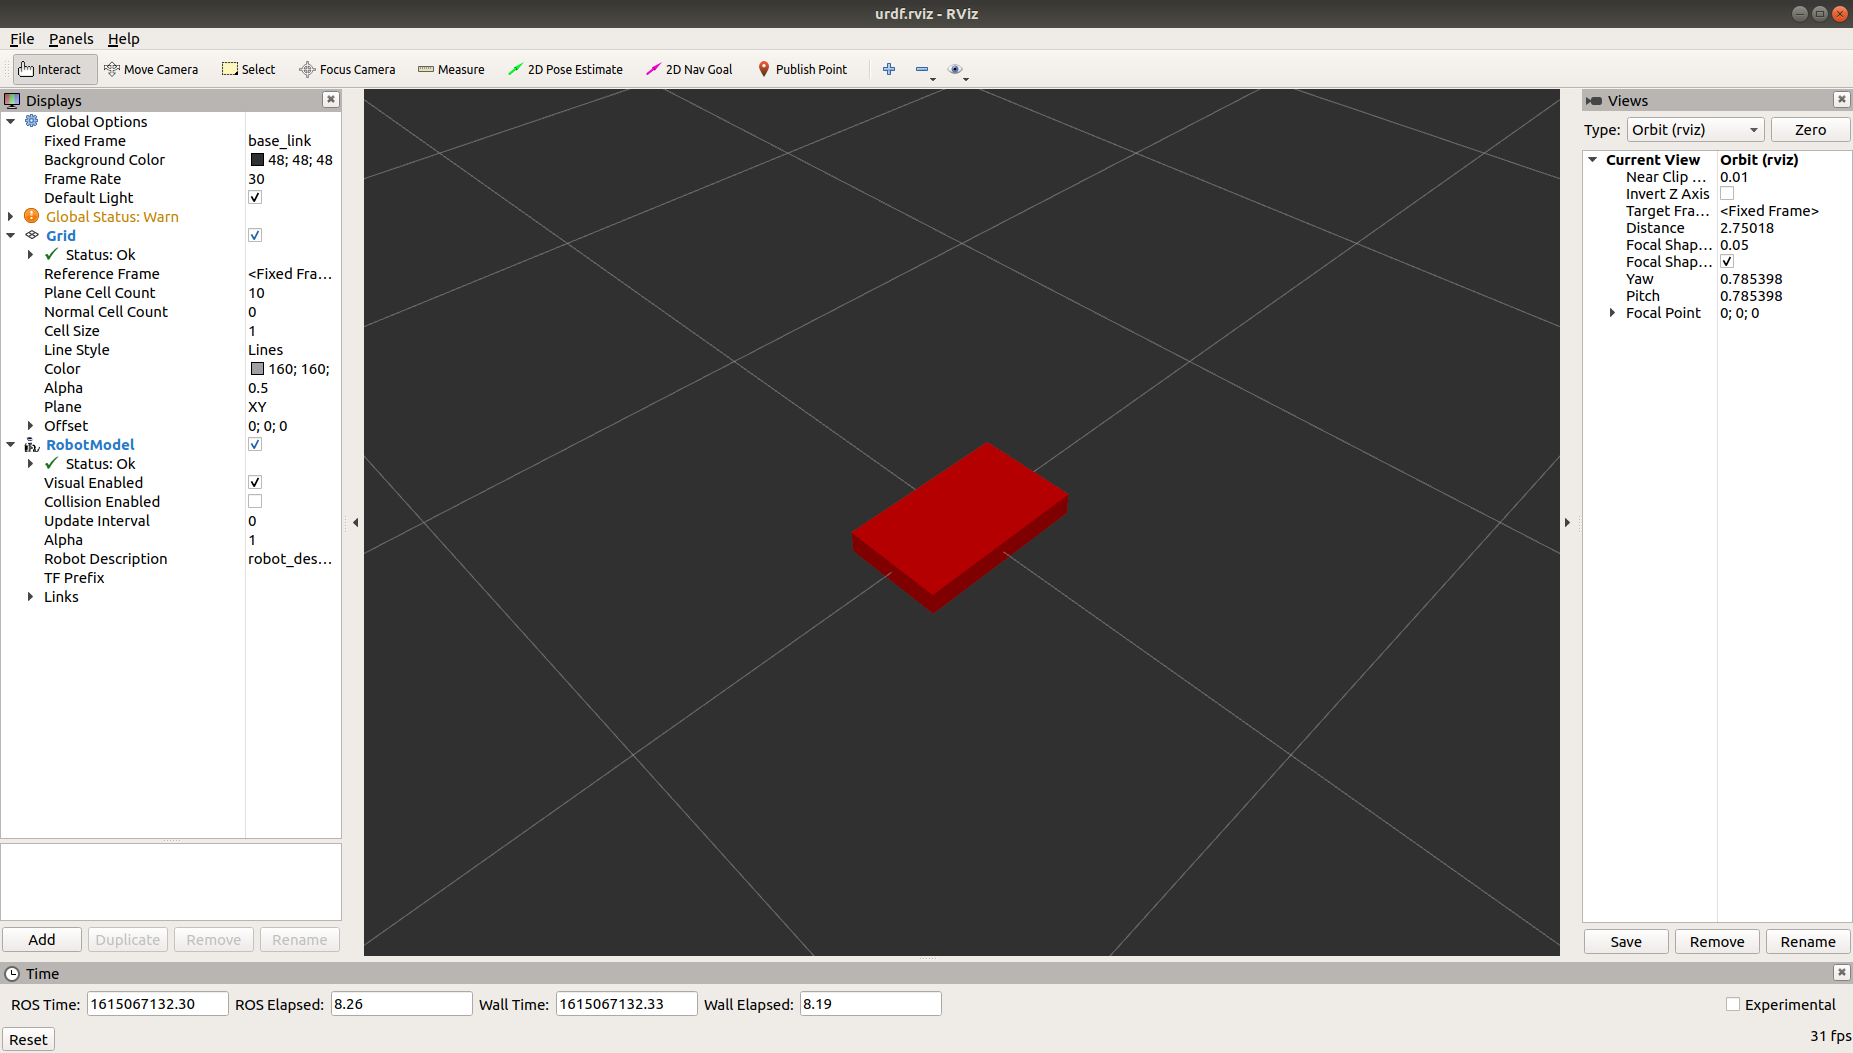 urdf.rviz - RViz
File Panels Help
Interact Move Camera Select Focus Camera Measure 2D Pose Estimate 2D Nav Goal Publish Point
Displays
Global Options
Fixed Frame base_link
Background Color 48; 48; 48
Frame Rate 30
Default Light
Global Status: Warn
Grid
Status: Ok
Reference Frame <Fixed Fra...
Plane Cell Count 10
Normal Cell Count 0
Cell Size 1
Line Style Lines
Color 160; 160;
Alpha 0.5
Plane XY
Offset 0; 0; 0
RobotModel
Status: Ok
Visual Enabled
Collision Enabled
Update Interval 0
Alpha 1
Robot Description robot_des...
TF Prefix
Links
Add Duplicate Remove Rename
Views
Type: Orbit (rviz) Zero
Current View Orbit (rviz)
Near Clip ... 0.01
Invert Z Axis
Target Fra... <Fixed Frame>
Distance 2.75018
Focal Shap... 0.05
Focal Shap...
Yaw 0.785398
Pitch 0.785398
Focal Point 0; 0; 0
Save Remove Rename
Time
ROS Time: 1615067132.30 ROS Elapsed: 8.26 Wall Time: 1615067132.33 Wall Elapsed: 8.19 Experimental
Reset 31 fps